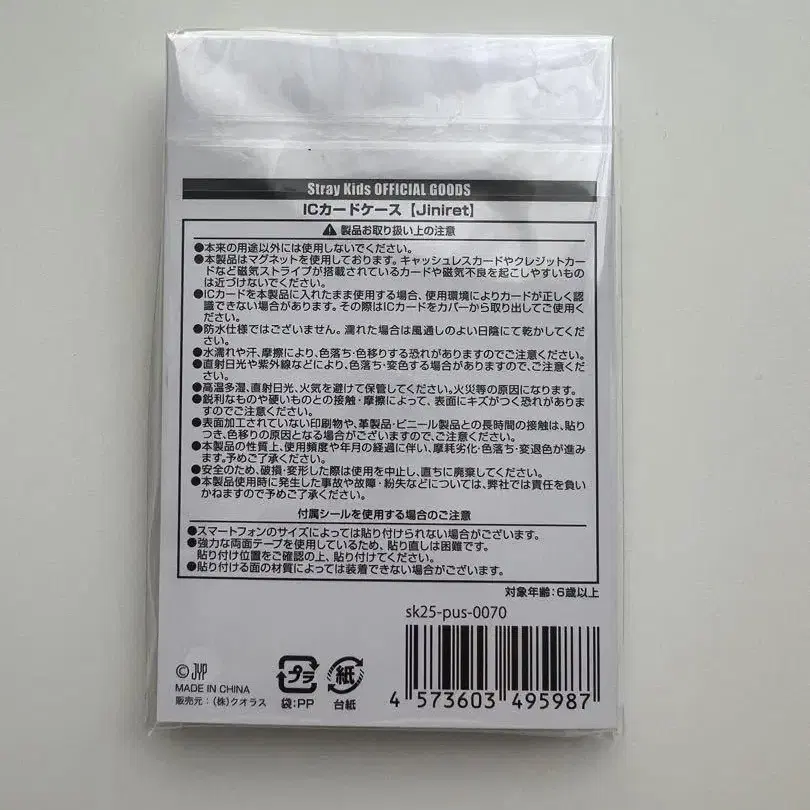 Stray Kids OFFICIAL GOODS
ICカードケース【Jiniret】
⚠製品お取り扱い上の注意
●本来の用途以外には使用しないでください。
●本製品はマグネットを使用しております。キャッシュレスカードやクレジットカー
ドなど磁気ストライプが搭載されているカードや磁気不良を起こしやすいもの
は近づけないでください。
●ICカードを本製品に入れたまま使用する場合、使用環境によりカードが正しく認
識できない場合があります。その際はICカードをカバーから取り出してご使用く
ださい。
●防水仕様ではございません。濡れた場合は風通しのよい日陰にて乾かしてくだ
さい。
●水濡れや汗、摩擦により、色落ち・色移りする恐れがありますのでご注意ください。
●直射日光や紫外線などにより、色落ち・変色する場合がありますので、ご注意くだ
さい。
●高温多湿、直射日光、火気を避けて保管してください。火災等の原因になります。
●鋭利なものや硬いものとの接触・摩擦によって、表面にキズがつく恐れがありま
すのでご注意ください。
●表面加工されていない印刷物や、革製品・ビニール製品との長時間の接触は、貼り
つき、色移りの原因となる場合がございますので、ご注意ください。
●本製品の性質上、使用頻度や年月の経過に伴い、摩耗劣化・色落ち・変退色が進み
ます。予めご了承ください。
●安全のため、破損・変形した際は使用を中止し、直ちに廃棄してください。
●本製品使用時に発生した事故や故障・紛失などについては、弊社では責任を負い
かねますので予めご了承ください。
付属シールを使用する場合のご注意
●スマートフォンのサイズによっては貼り付けられない場合がございます。
●強力な両面テープを使用しているため、貼り直しは困難です。
貼り付け位置をご確認の上、貼り付けてください。
●貼り付ける面の材質によっては装着できない場合がございます。
対象年齢：6歳以上
sk25-pus-0070
© JYP
MADE IN CHINA
販売元：(株)クオラス
プラ
袋：PP
紙
台紙
4 573603 495987